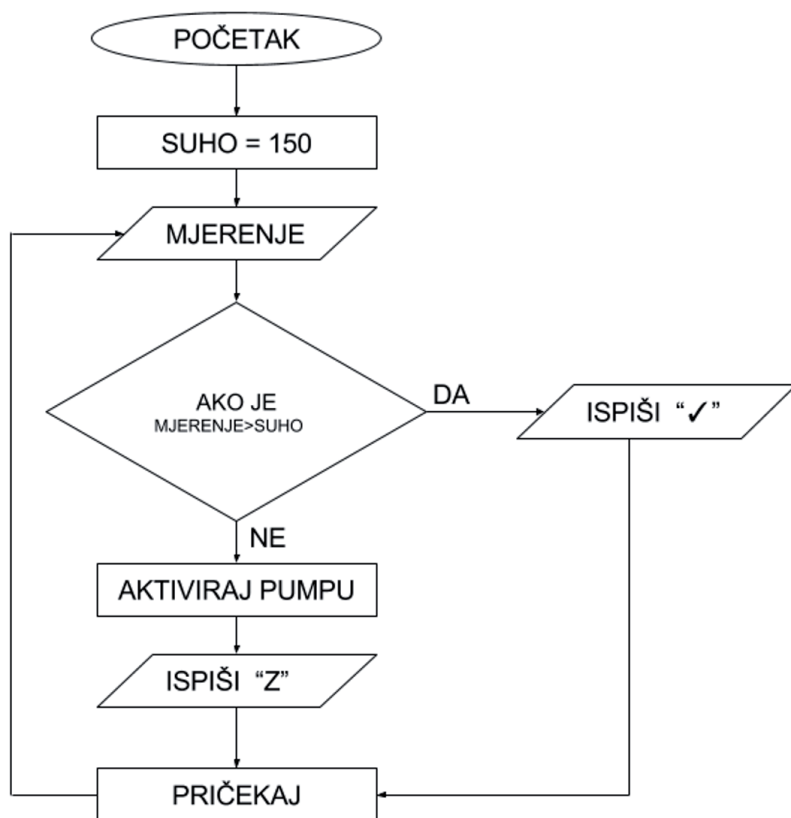 POČETAK
SUHO = 150
MJERENJE
AKO JE
MJERENJE>SUHO
DA
ISPIŠI “✓”
NE
AKTIVIRAJ PUMPU
ISPIŠI “Z”
PRIČEKAJ